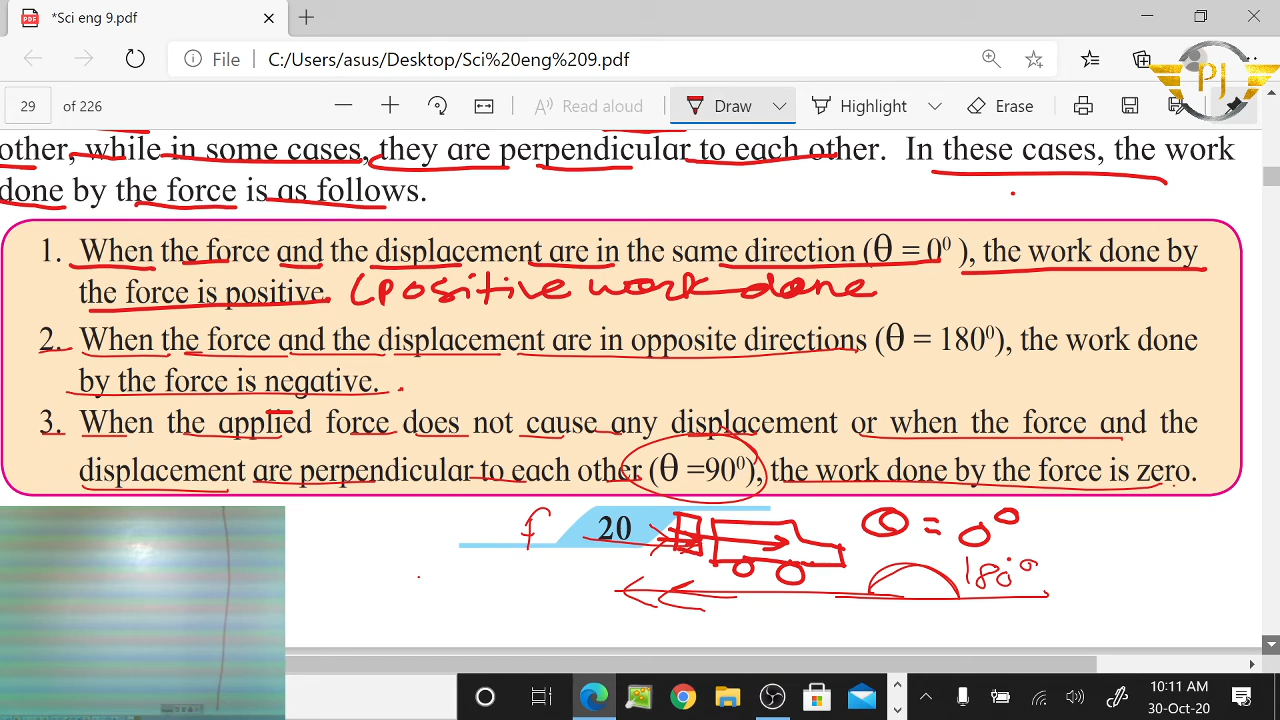 *Sci eng 9.pdf
File C:/Users/asus/Desktop/Sci%20eng%209.pdf
PJ
29 of 226 Read aloud Draw Highlight Erase
other, while in some cases, they are perpendicular to each other. In these cases, the work
done by the force is as follows.
1. When the force and the displacement are in the same direction (θ = 0⁰ ), the work done by
the force is positive. (positive work done
2. When the force and the displacement are in opposite directions (θ = 180⁰), the work done
by the force is negative.
3. When the applied force does not cause any displacement or when the force and the
displacement are perpendicular to each other (θ =90⁰), the work done by the force is zero.
f 20 θ = 0⁰
180⁰
10:11 AM
30-Oct-20